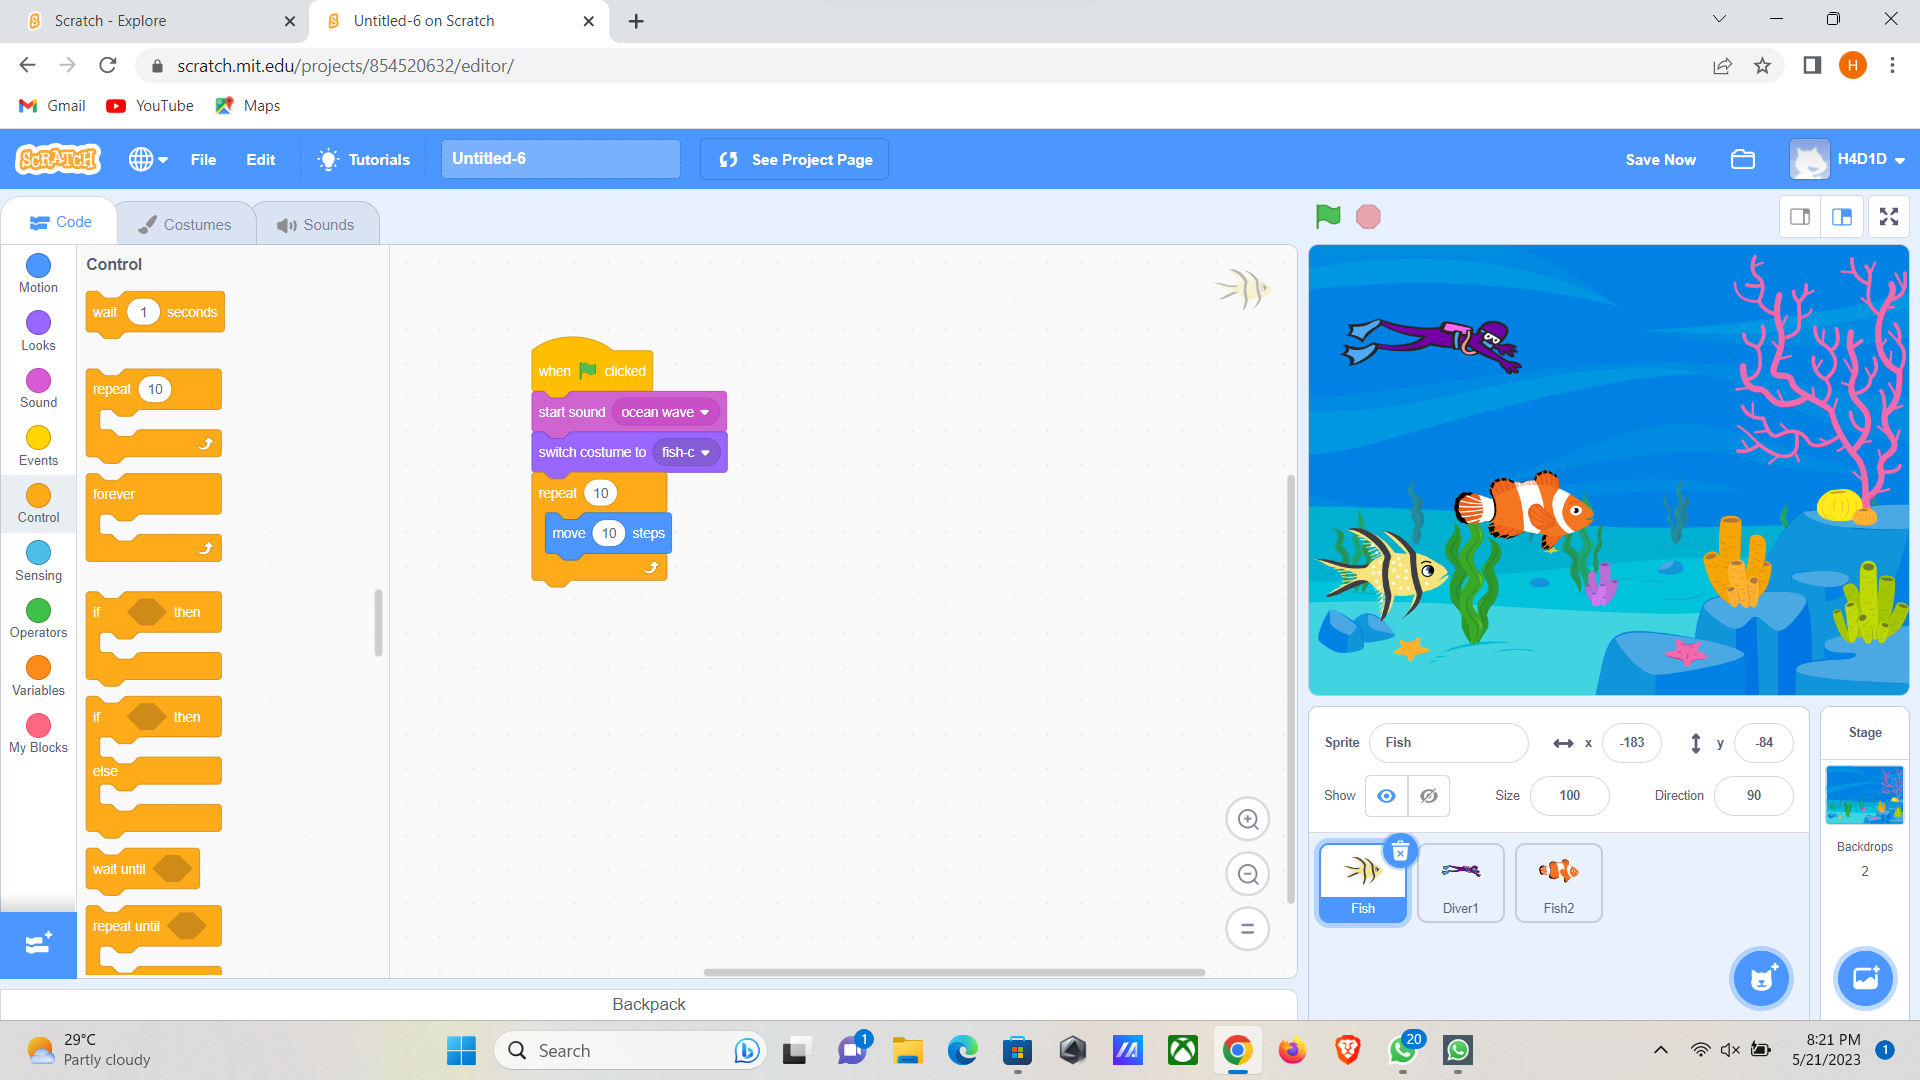 Scratch - Explore
Untitled-6 on Scratch
scratch.mit.edu/projects/854520632/editor/
H
Gmail
YouTube
Maps
SCRATCH
File
Edit
Tutorials
Untitled-6
See Project Page
Save Now
H4D1D
Code
Costumes
Sounds
Motion
Looks
Sound
Events
Control
Sensing
Operators
Variables
My Blocks
Control
wait 1 seconds
repeat 10
forever
if then
if then
else
wait until
repeat until
when clicked
start sound ocean wave
switch costume to fish-c
repeat 10
move 10 steps
Sprite Fish x -183 y -84
Show Size 100 Direction 90
Fish
Diver1
Fish2
Stage
Backdrops
2
Backpack
29°C
Partly cloudy
Search
1
20
8:21 PM
5/21/2023
1